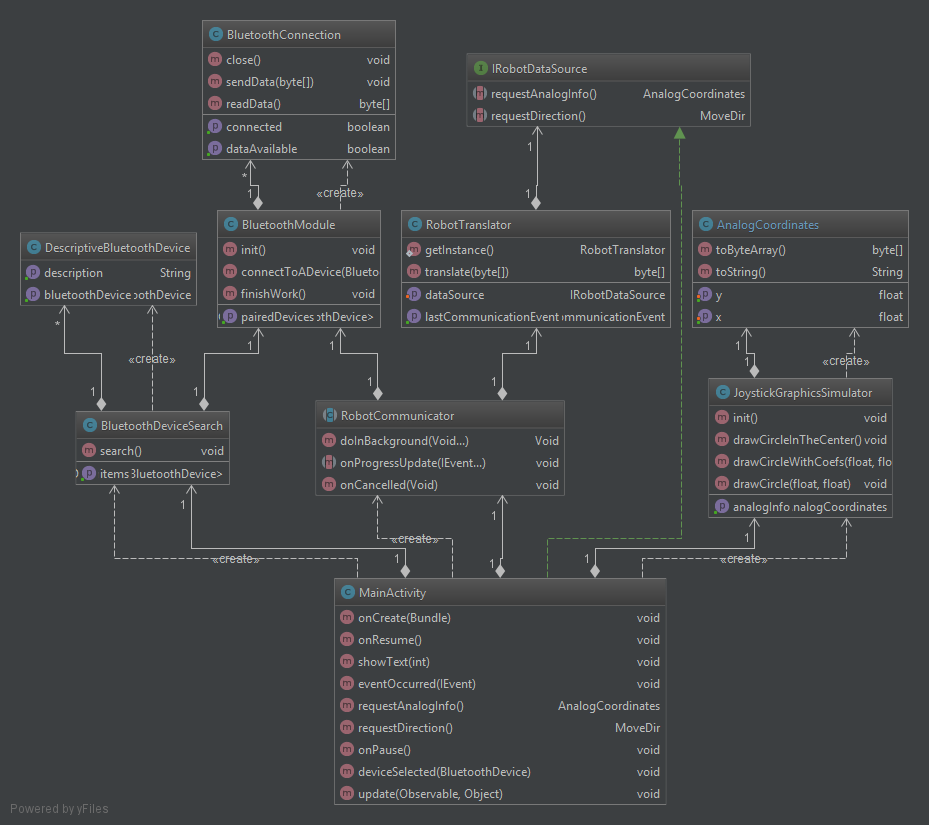 BluetoothConnection
close() void
sendData(byte[]) void
readData() byte[]
connected boolean
dataAvailable boolean
IRobotDataSource
requestAnalogInfo() AnalogCoordinates
requestDirection() MoveDir
* 1 «create»
1 1
DescriptiveBluetoothDevice
description String
bluetoothDevice othDevice
BluetoothModule
init() void
connectToADevice(Blueto
finishWork() void
pairedDevices othDevice>
RobotTranslator
getInstance() RobotTranslator
translate(byte[]) byte[]
dataSource IRobotDataSource
lastCommunicationEvent mmunicationEvent
AnalogCoordinates
toByteArray() byte[]
toString() String
y float
x float
* 1 «create»
1 1
1 1
1 1
1 1 «create»
BluetoothDeviceSearch
search() void
items BluetoothDevice>
RobotCommunicator
doInBackground(Void...) Void
onProgressUpdate(IEvent...) void
onCancelled(Void) void
JoystickGraphicsSimulator
init() void
drawCircleInTheCenter() void
drawCircleWithCoefs(float, flo
drawCircle(float, float) void
analogInfo nalogCoordinates
1 1 «create»
«create»
1 1
1 1 «create»
MainActivity
onCreate(Bundle) void
onResume() void
showText(int) void
eventOccurred(IEvent) void
requestAnalogInfo() AnalogCoordinates
requestDirection() MoveDir
onPause() void
deviceSelected(BluetoothDevice) void
update(Observable, Object) void
Powered by yFiles